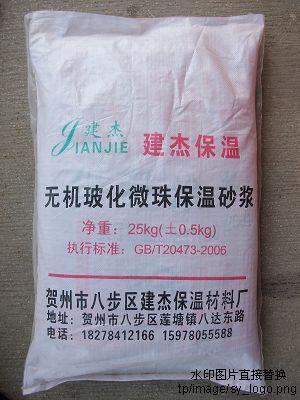 建杰
JIANJIE
建杰保温
无机玻化微珠保温砂浆
净重：25kg(±0.5kg)
执行标准：GB/T20473-2006
贺州市八步区建杰保温材料厂
地址：贺州市八步区莲塘镇八达东路
电话：18278412166 15978055588
水印图片直接替换
tp/image/sy_logo.png